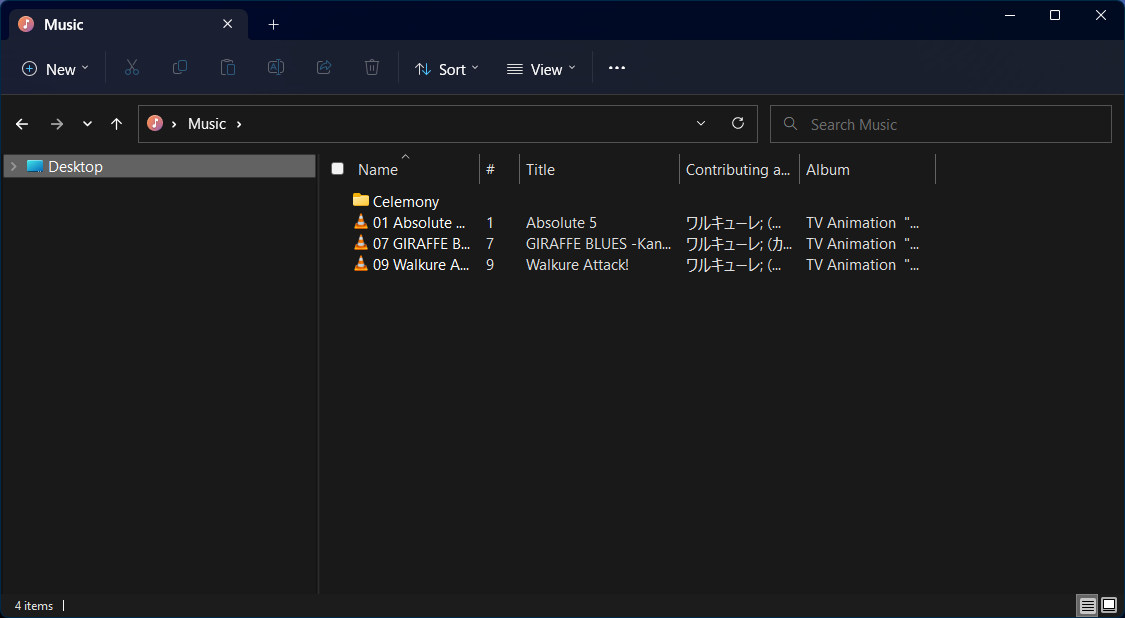 Music
New
Sort
View
Music
Search Music
Desktop
Name # Title Contributing a... Album
Celemony
01 Absolute ... 1 Absolute 5 ワルキューレ; (... TV Animation "...
07 GIRAFFE B... 7 GIRAFFE BLUES -Kan... ワルキューレ; (カ... TV Animation "...
09 Walkure A... 9 Walkure Attack! ワルキューレ; (... TV Animation "...
4 items